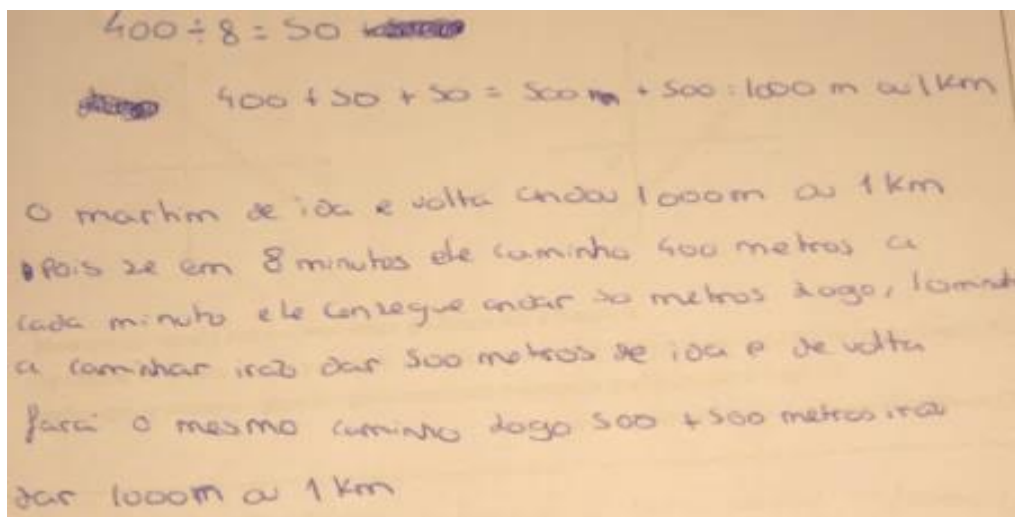 400 ÷ 8 = 50
400 + 50 + 50 = 500m + 500 = 1000 m ou 1 km
O martim de ida e volta andou 1000m ou 1 Km
pois se em 8 minutos ele caminha 400 metros a
cada minuto ele consegue andar 50 metros logo, 10minutos
a caminhar irão dar 500 metros de ida e de volta
fará o mesmo caminho logo 500 + 500 metros irão
dar 1000m ou 1 Km